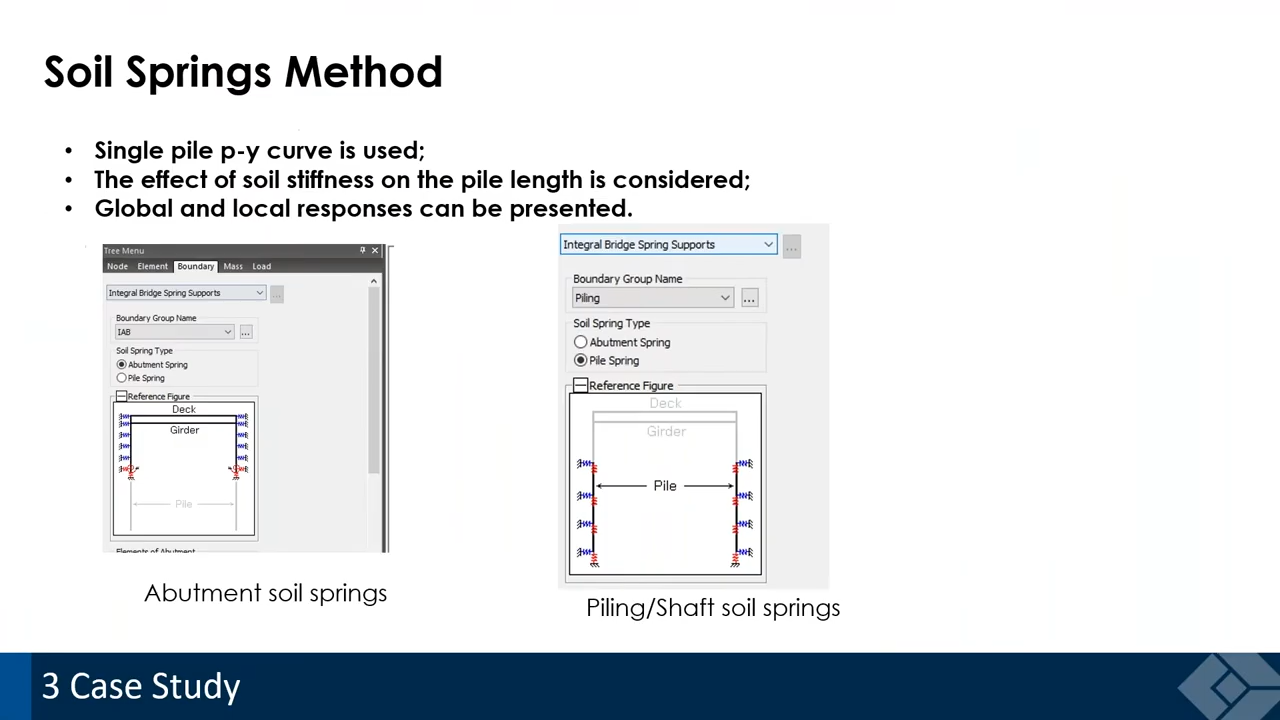 Soil Springs Method
• Single pile p-y curve is used;
• The effect of soil stiffness on the pile length is considered;
• Global and local responses can be presented.
Tree Menu
Node Element Boundary Mass Load
Integral Bridge Spring Supports
...
Boundary Group Name
IAB
...
Soil Spring Type
Abutment Spring
Pile Spring
Reference Figure
Deck
Girder
Pile
Elements of Abutment
Abutment soil springs
Integral Bridge Spring Supports
...
Boundary Group Name
Piling
...
Soil Spring Type
Abutment Spring
Pile Spring
Reference Figure
Deck
Girder
Pile
Piling/Shaft soil springs
3 Case Study